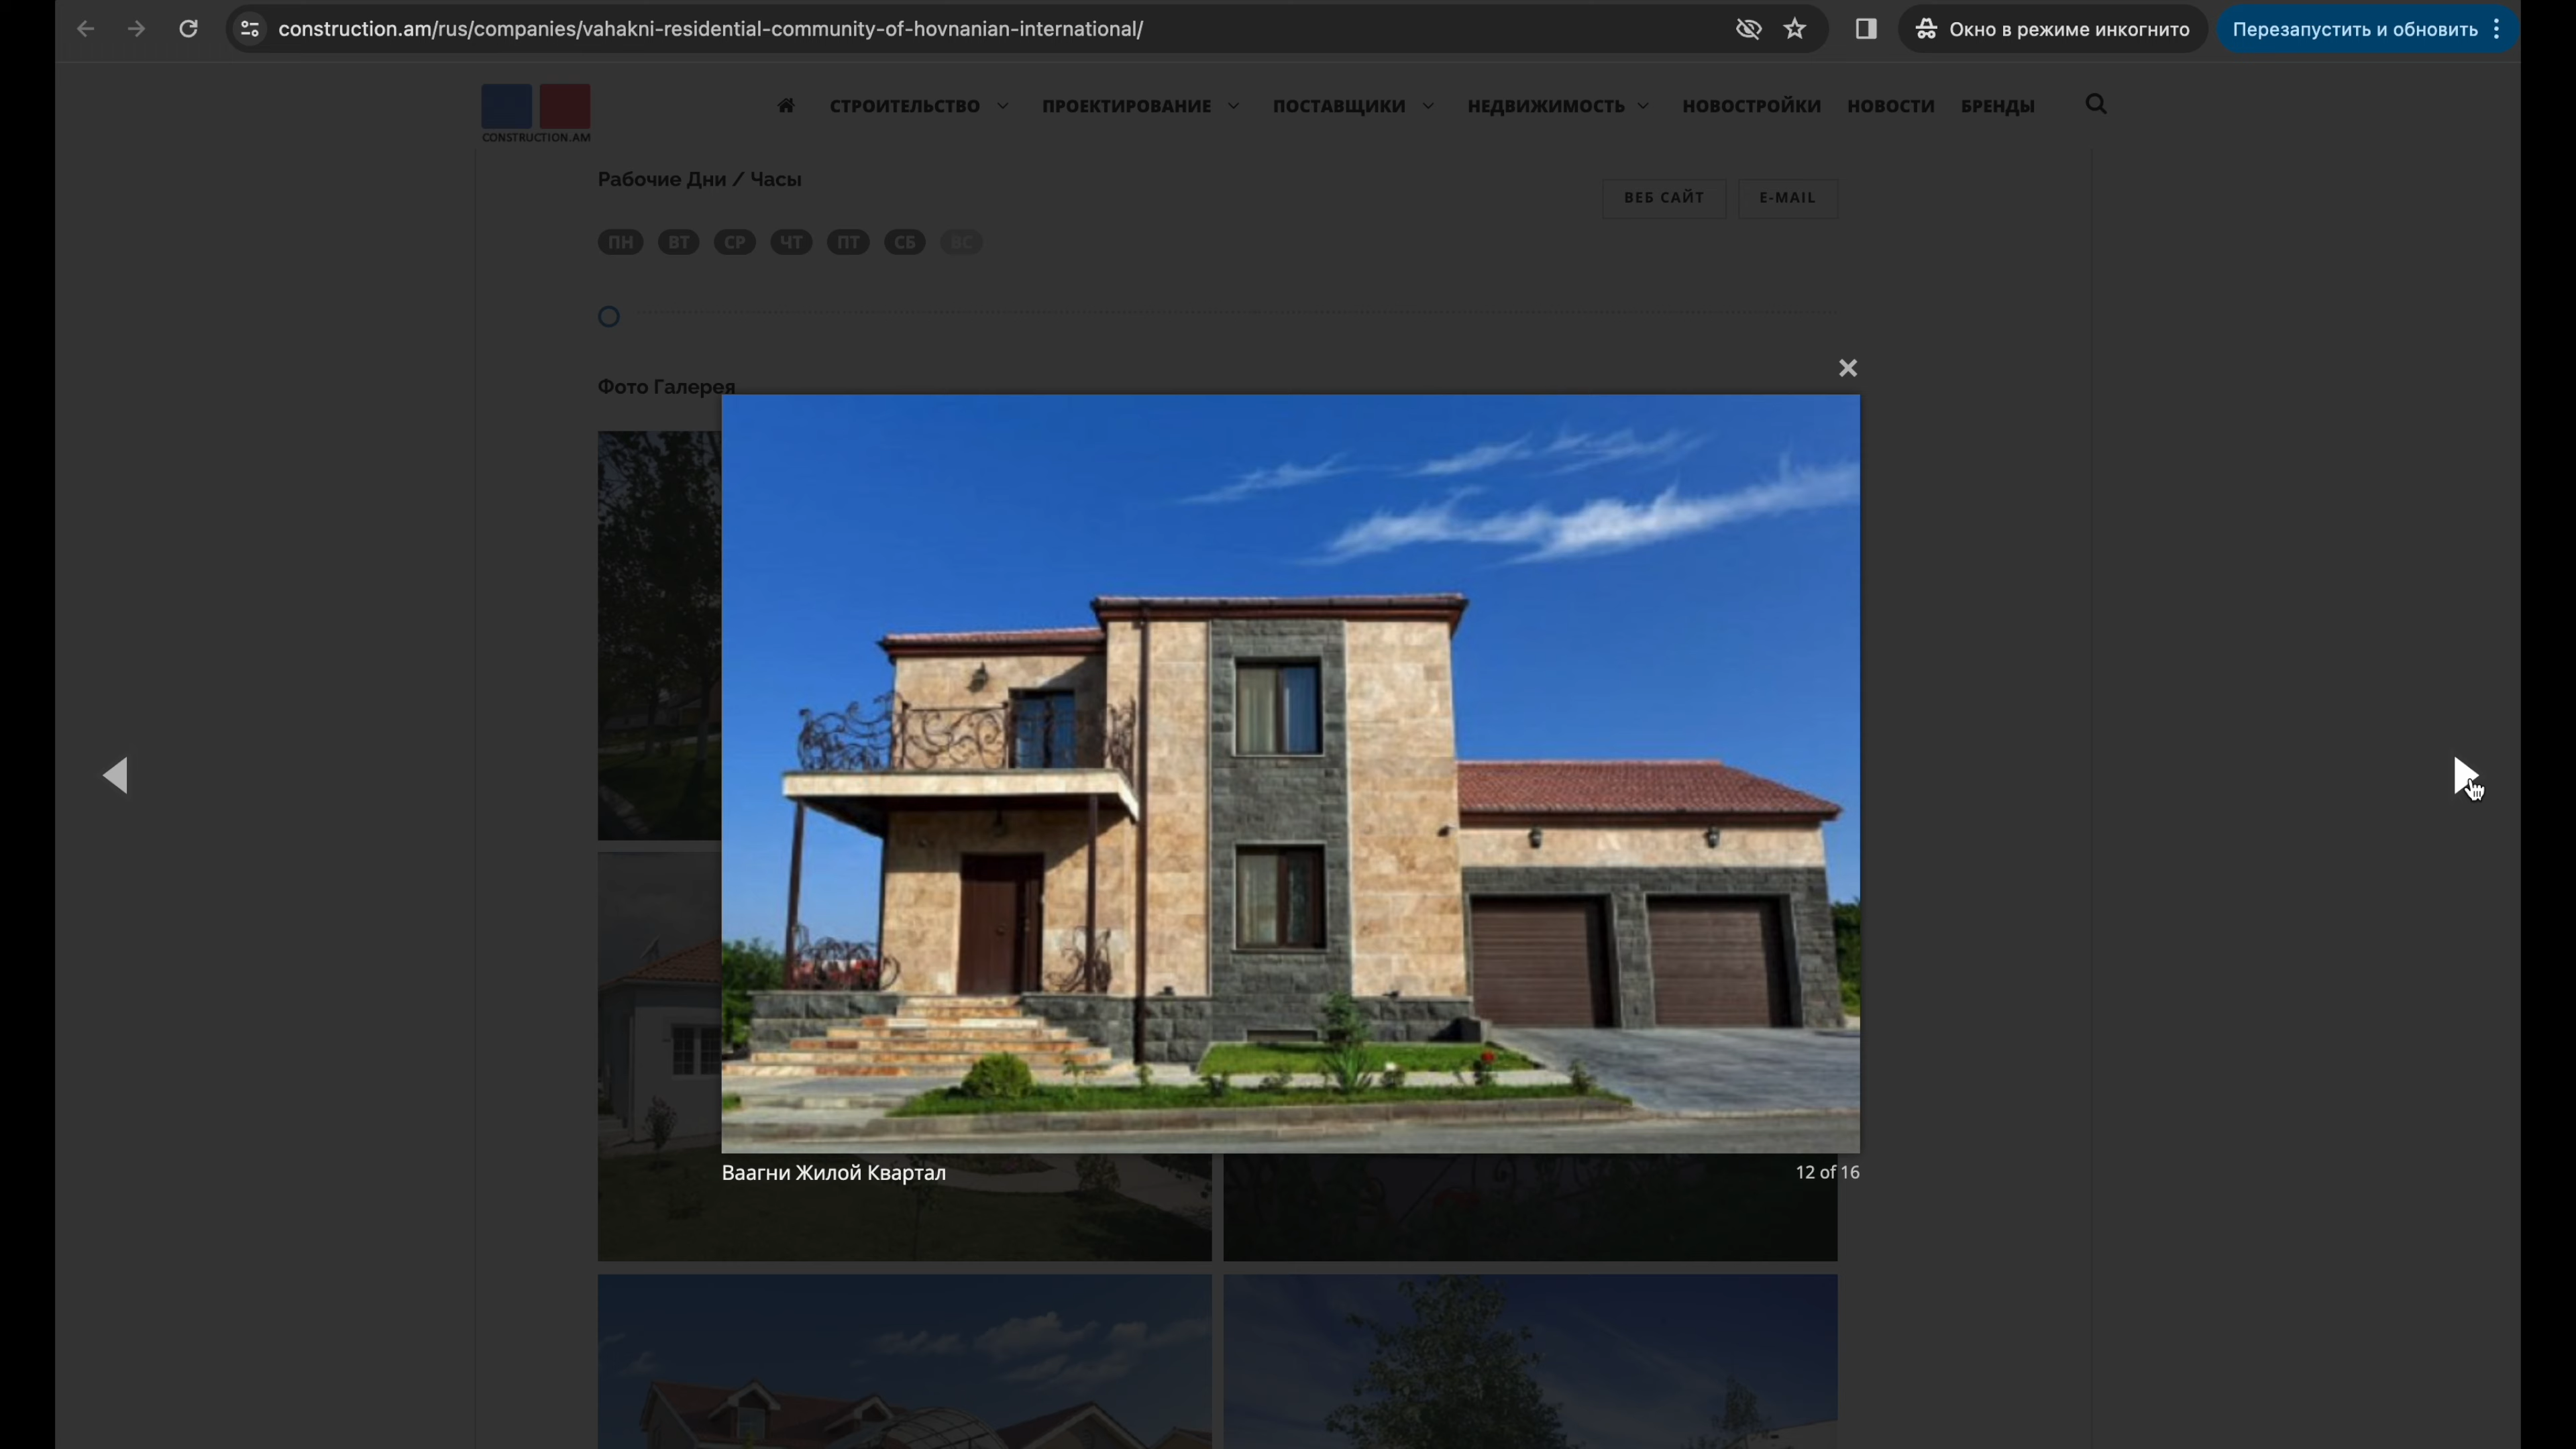 construction.am/rus/companies/vahakni-residential-community-of-hovnanian-international/
Окно в режиме инкогнито
Перезапустить и обновить
CONSTRUCTION.AM
СТРОИТЕЛЬСТВО ПРОЕКТИРОВАНИЕ ПОСТАВЩИКИ НЕДВИЖИМОСТЬ НОВОСТРОЙКИ НОВОСТИ БРЕНДЫ
Рабочие Дни / Часы
ВЕБ САЙТ E-MAIL
ПН ВТ СР ЧТ ПТ СБ ВС
Фото Галерея
Ваагни Жилой Квартал
12 of 16